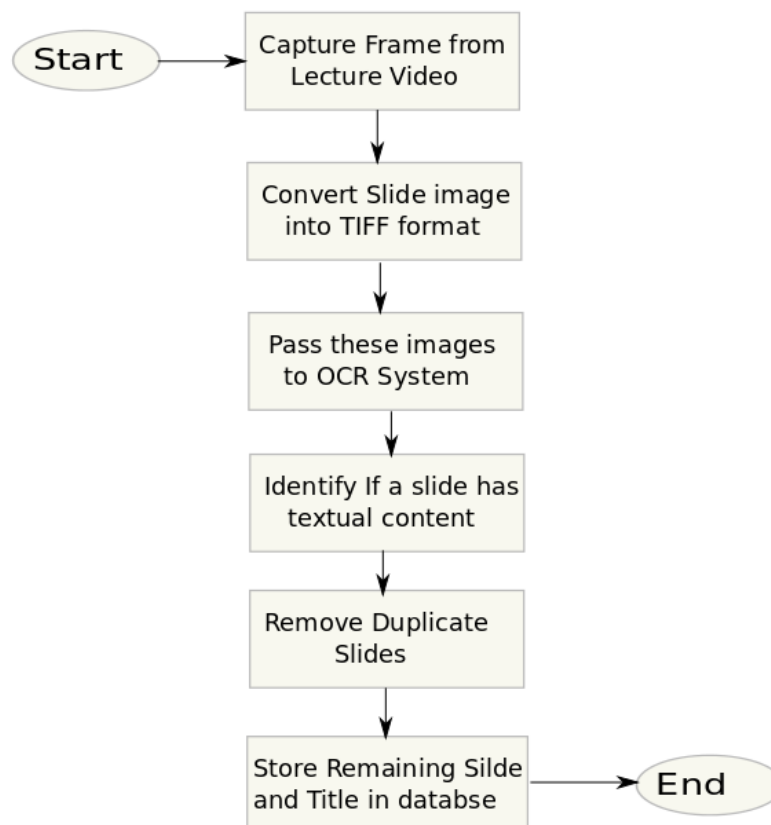 Start
Capture Frame from
Lecture Video
Convert Slide image
into TIFF format
Pass these images
to OCR System
Identify If a slide has
textual content
Remove Duplicate
Slides
Store Remaining Silde
and Title in databse
End